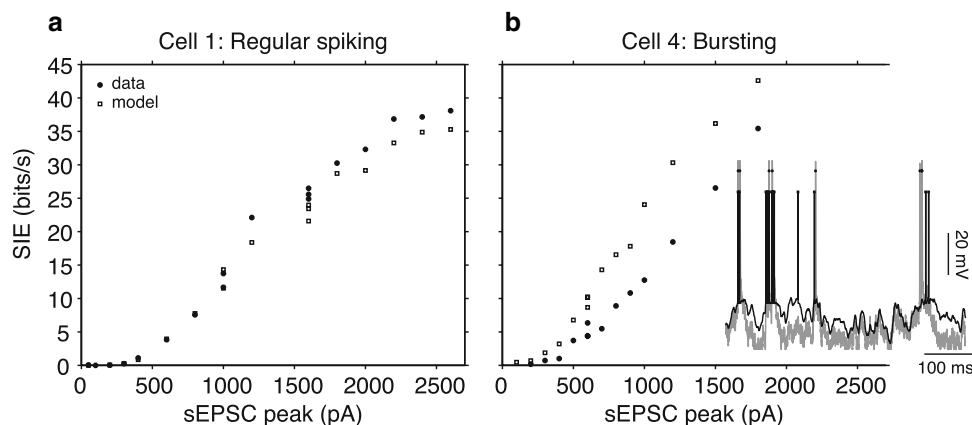 a
Cell 1: Regular spiking
45
40
35
30
25
20
15
10
5
0
SIE (bits/s)
data
model
0 500 1000 1500 2000 2500
sEPSC peak (pA)
b
Cell 4: Bursting
0 500 1000 1500 2000 2500
sEPSC peak (pA)
20 mV
100 ms